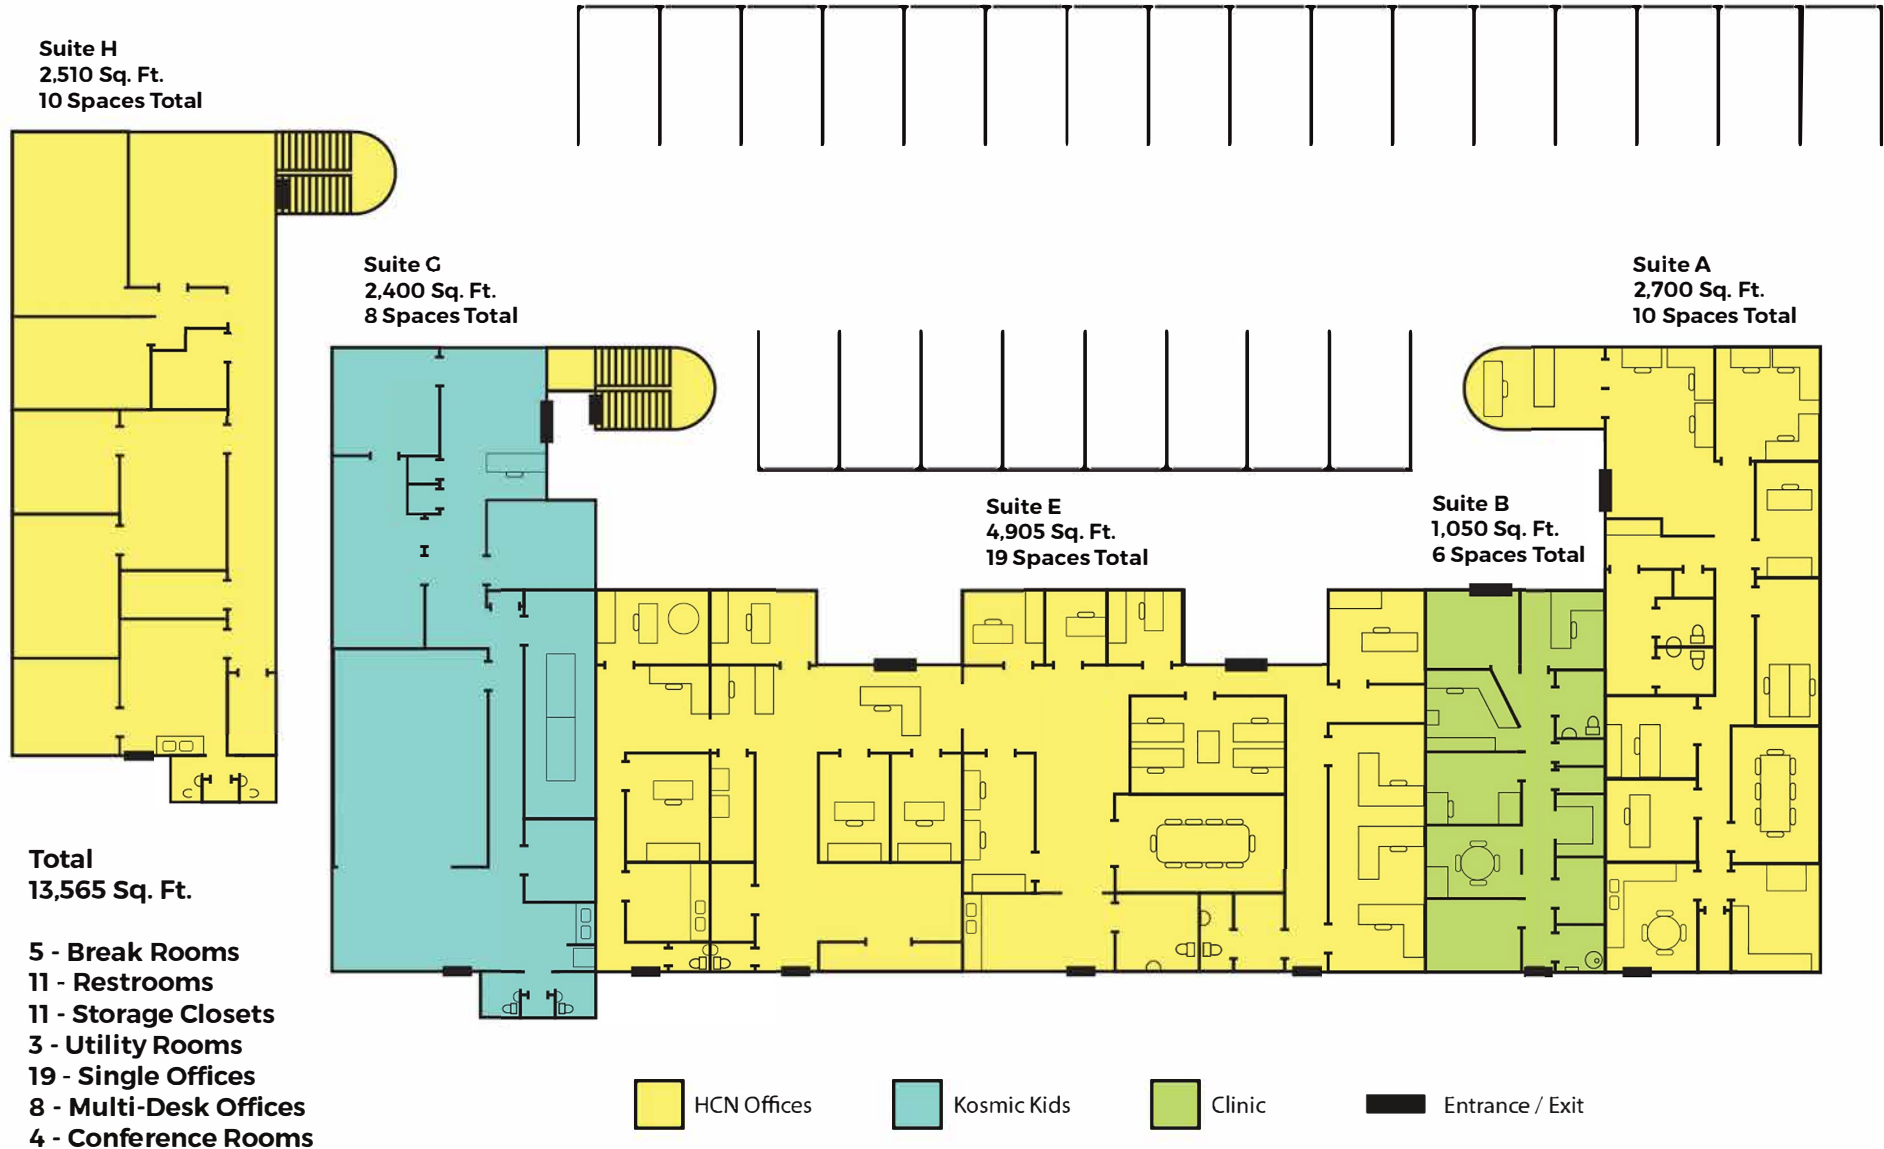 Suite H
2,510 Sq. Ft.
10 Spaces Total
Suite G
2,400 Sq. Ft.
8 Spaces Total
Suite A
2,700 Sq. Ft.
10 Spaces Total
Suite E
4,905 Sq. Ft.
19 Spaces Total
Suite B
1,050 Sq. Ft.
6 Spaces Total
Total
13,565 Sq. Ft.
5 - Break Rooms
11 - Restrooms
11 - Storage Closets
3 - Utility Rooms
19 - Single Offices
8 - Multi-Desk Offices
4 - Conference Rooms
HCN Offices
Kosmic Kids
Clinic
Entrance / Exit